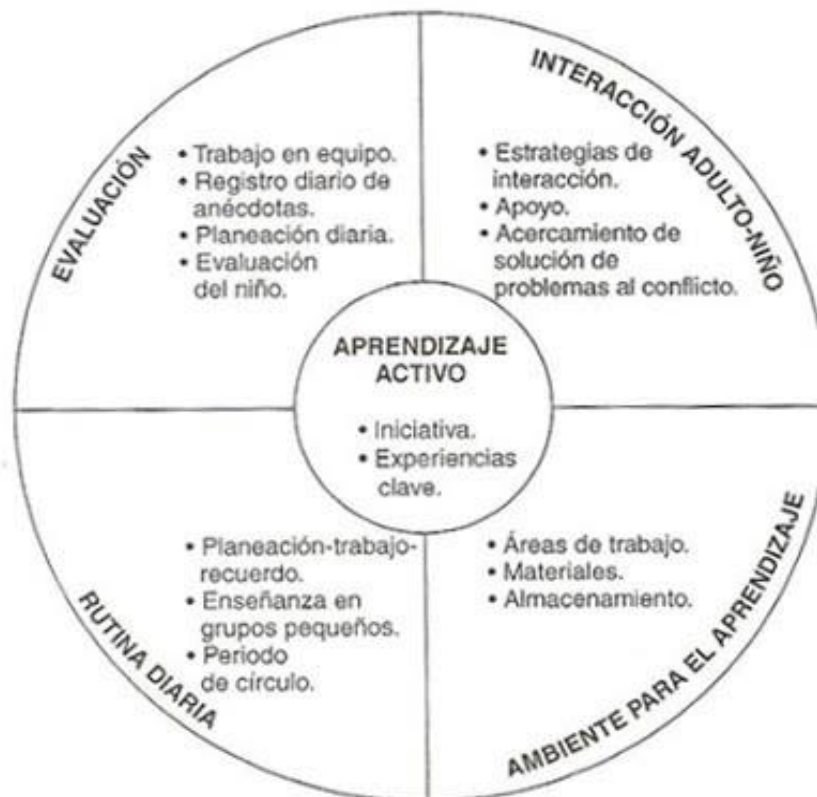 EVALUACIÓN
• Trabajo en equipo.
• Registro diario de
anécdotas.
• Planeación diaria.
• Evaluación
del niño.
INTERACCIÓN ADULTO-NIÑO
• Estrategias de
interacción.
• Apoyo.
• Acercamiento de
solución de
problemas al conflicto.
APRENDIZAJE
ACTIVO
• Iniciativa.
• Experiencias
clave.
RUTINA DIARIA
• Planeación-trabajo-
recuerdo.
• Enseñanza en
grupos pequeños.
• Periodo
de círculo.
AMBIENTE PARA EL APRENDIZAJE
• Áreas de trabajo.
• Materiales.
• Almacenamiento.